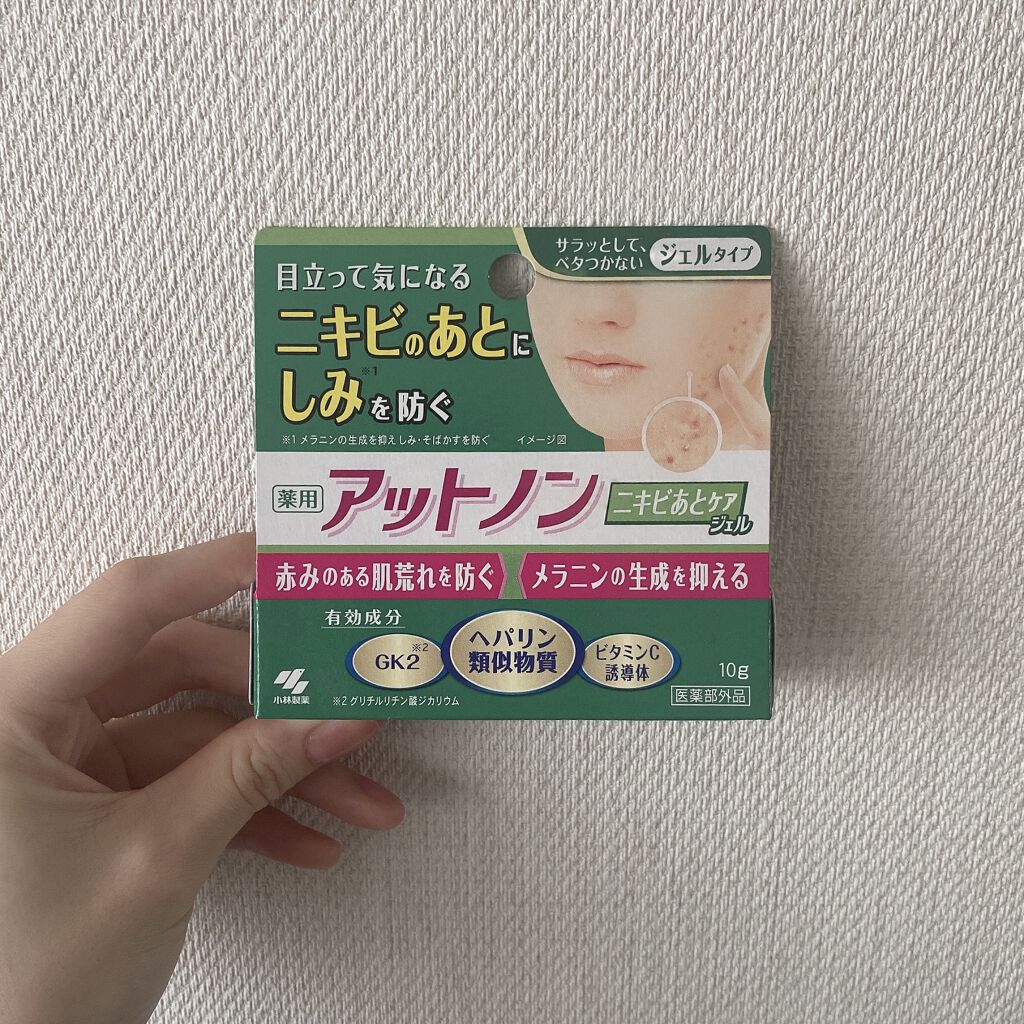 サラッとして、
ベタつかない
ジェルタイプ
目立って気になる
ニキビのあとに
しみ※1を防ぐ
※1 メラニンの生成を抑え しみ・そばかすを防ぐ
イメージ図
薬用
アットノン
ニキビあとケア
ジェル
赤みのある肌荒れを防ぐ
メラニンの生成を抑える
有効成分
GK2※2
ヘパリン
類似物質
ビタミンC
誘導体
小林製薬
※2 グリチルリチン酸ジカリウム
10g
医薬部外品